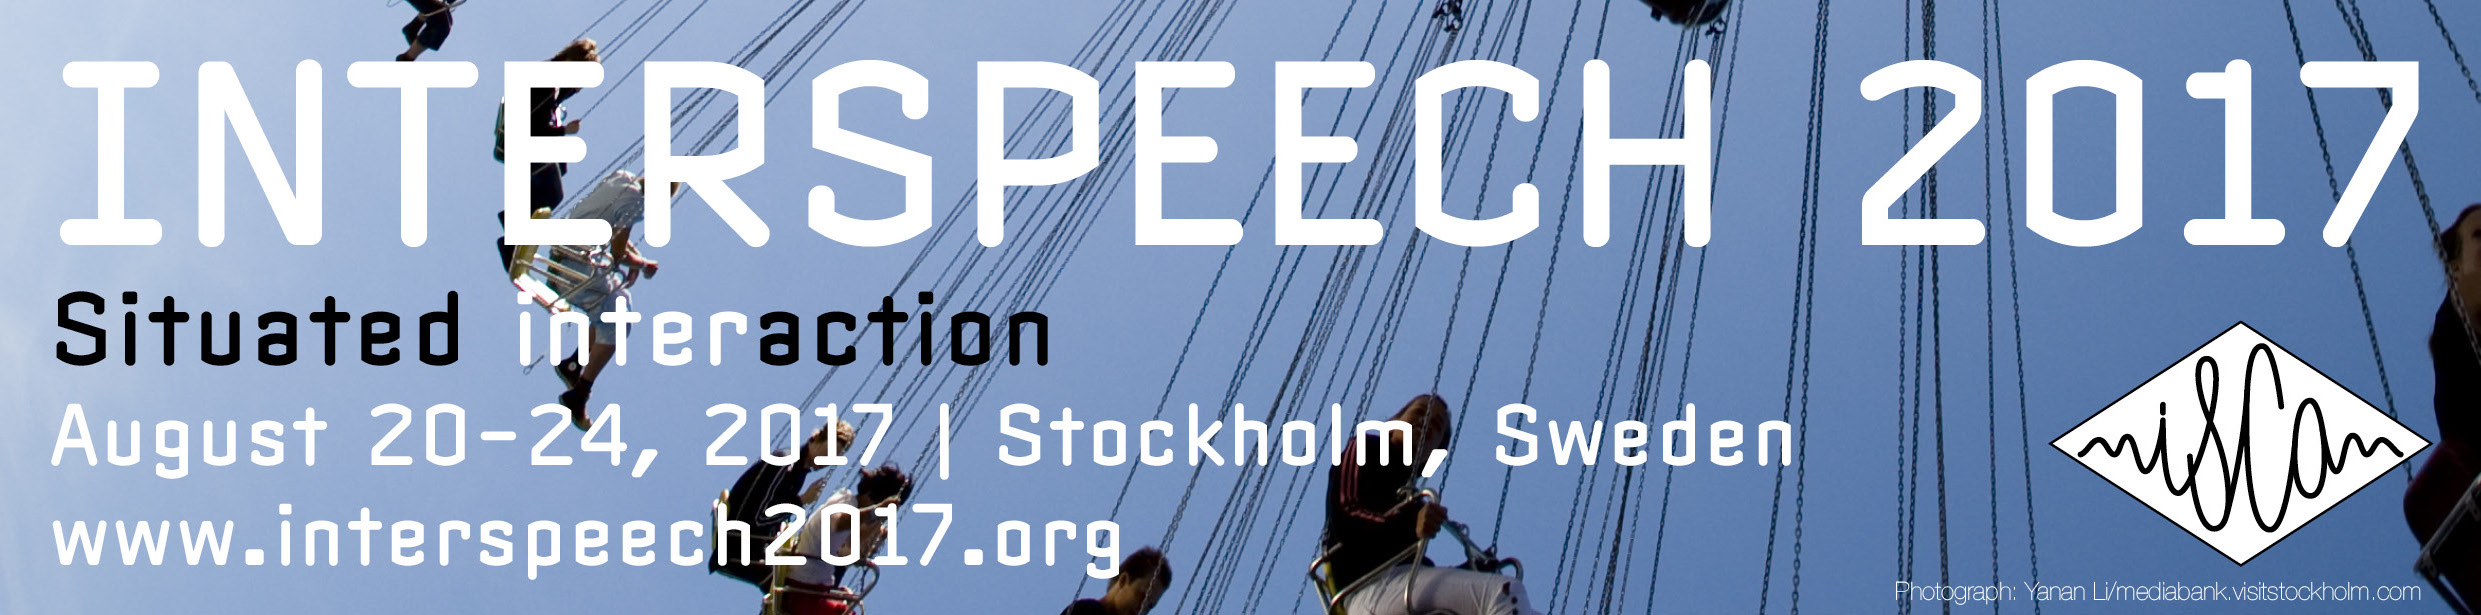 INTERSPEECH 2017
Situated interaction
August 20-24, 2017 | Stockholm, Sweden
www.interspeech2017.org
isca
Photograph: Yanan Li/mediabank.visitstockholm.com